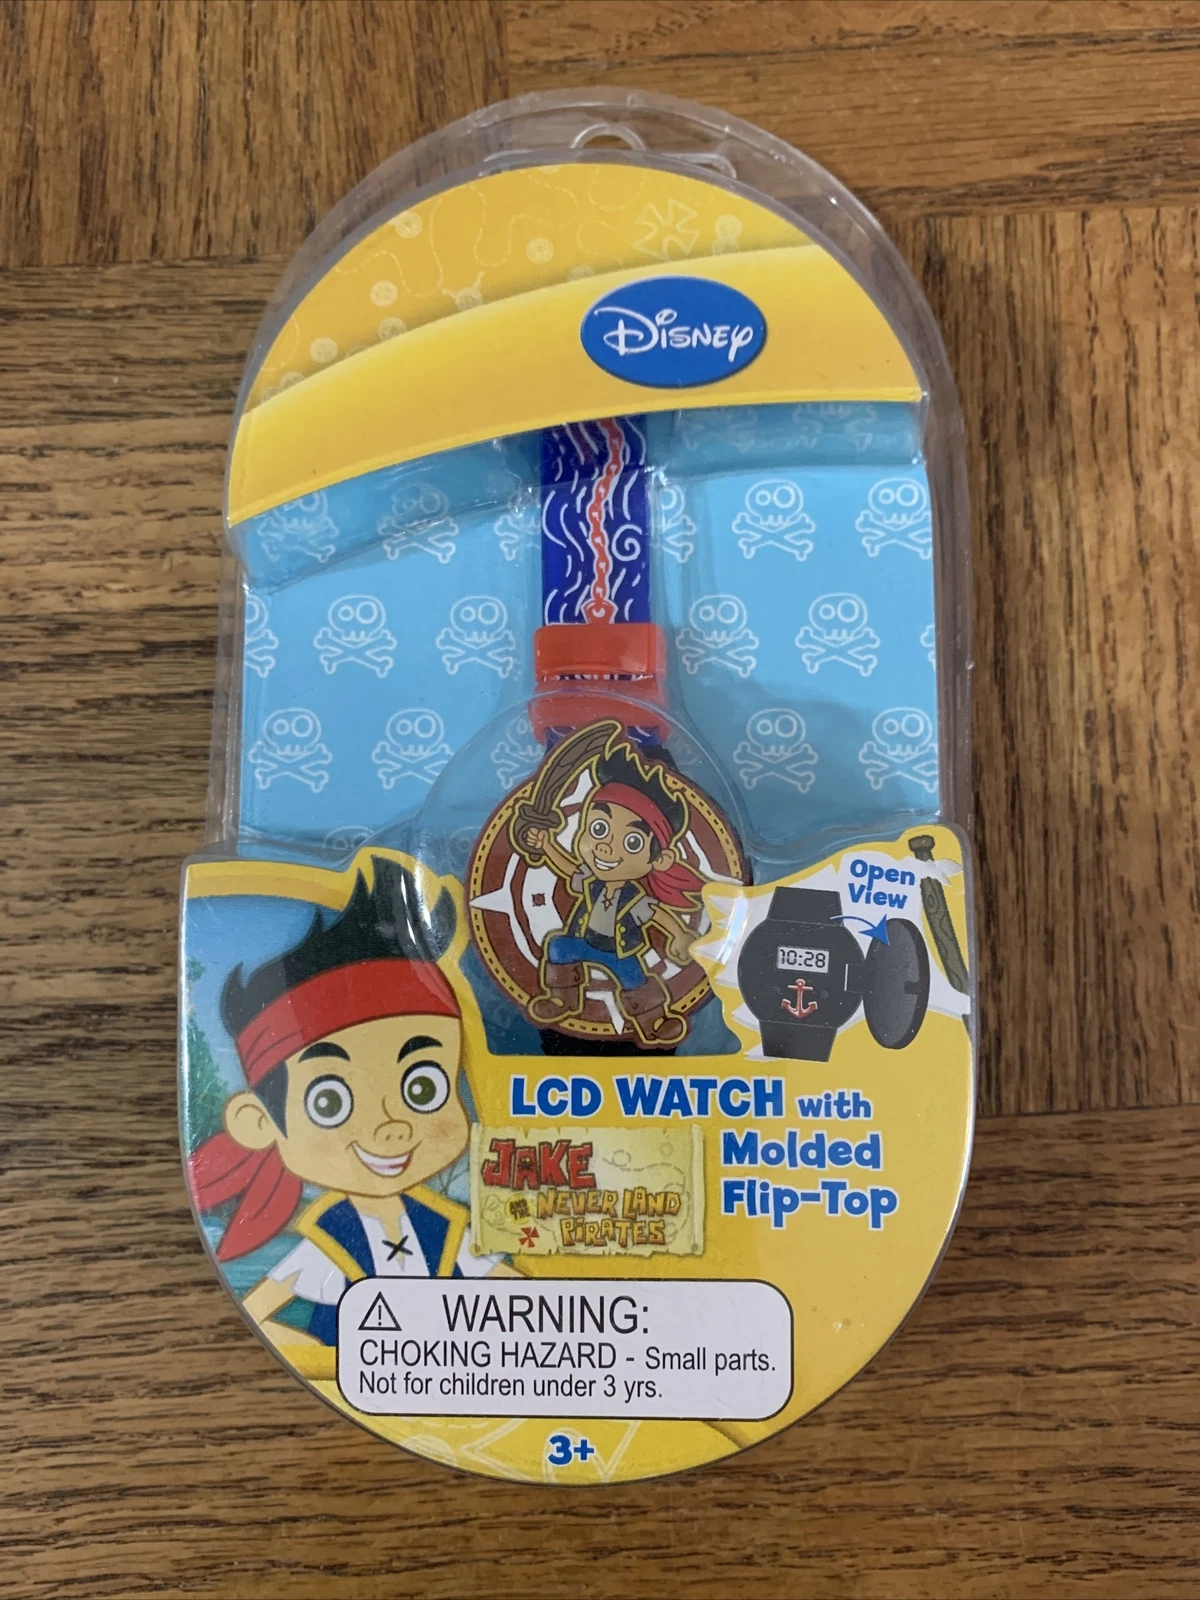 Disney
Open
View
10:28
LCD WATCH with
Molded
Flip-Top
JAKE
AND THE
NEVER LAND
PIRATES
WARNING:
CHOKING HAZARD - Small parts.
Not for children under 3 yrs.
3+